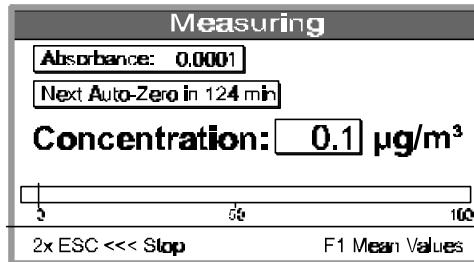 Measuring
Absorbance: 0.0001
Next Auto-Zero in 124 min
Concentration: 0.1 µg/m³
0 50 100
2x ESC <<< Stop F1 Mean Values